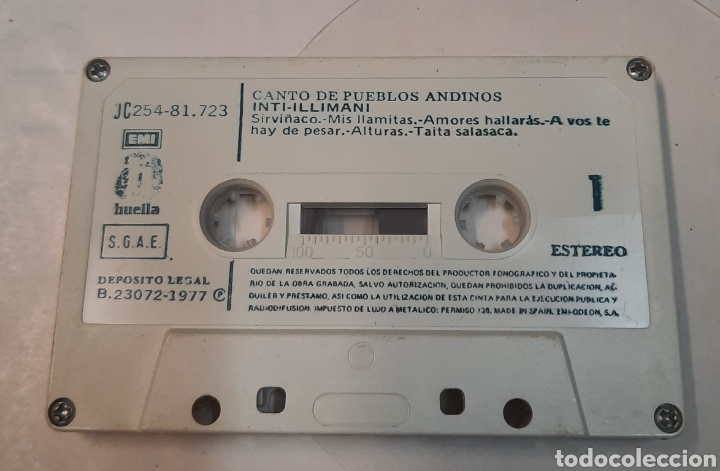 JC254-81.723
CANTO DE PUEBLOS ANDINOS
INTI-ILLIMANI
Sirviñaco.-Mis llamitas.-Amores hallarás.-A vos te
hay de pesar.-Alturas.-Taita salasaca.
EMI
huella
S.G.A.E.
1
100 50 0
ESTEREO
DEPOSITO LEGAL
B.23072-1977 Ⓟ
QUEDAN RESERVADOS TODOS LOS DERECHOS DEL PRODUCTOR FONOGRAFICO Y DEL PROPIETA-
RIO DE LA OBRA GRABADA, SALVO AUTORIZACION, QUEDAN PROHIBIDOS LA DUPLICACION, AL-
QUILER Y PRESTAMO, ASI COMO LA UTILIZACION DE ESTA CINTA PARA LA EJECUCION PUBLICA Y
RADIODIFUSION. IMPUESTO DE LUJO A METALICO: PERMISO 128. MADE IN SPAIN. EMI-ODEON, S.A.
todocoleccion